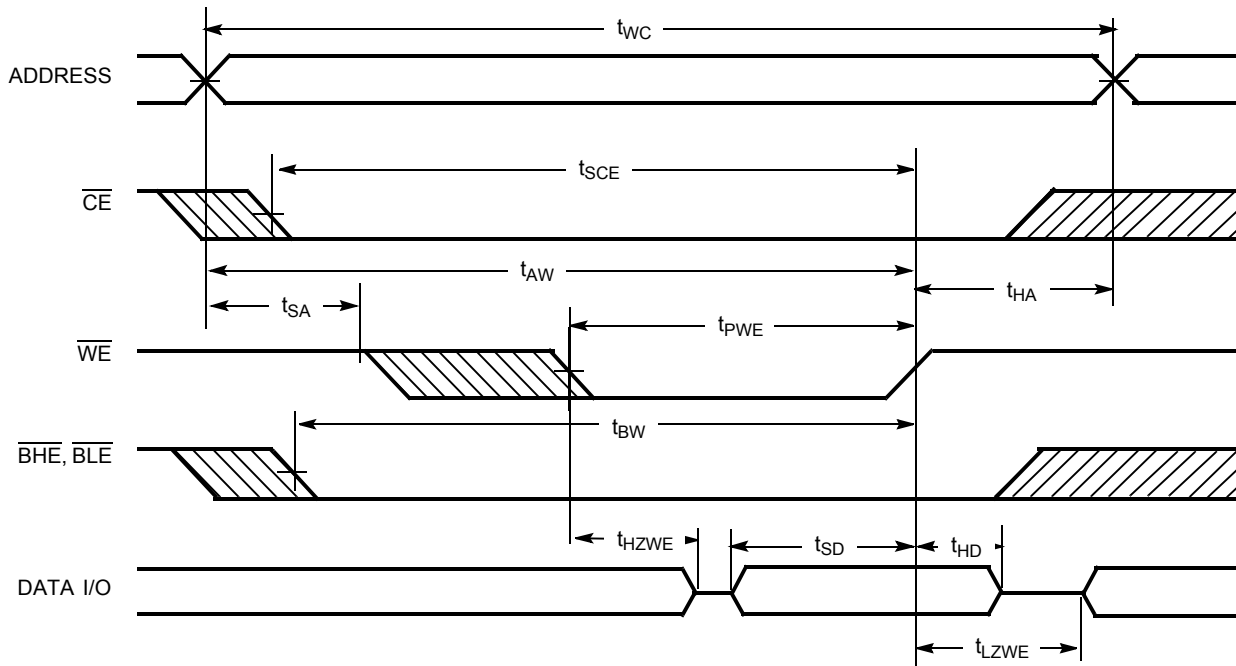 tWC
ADDRESS
tSCE
CE
tAW
tSA
tHA
tPWE
WE
tBW
BHE, BLE
tHZWE
tSD
tHD
DATA I/O
tLZWE